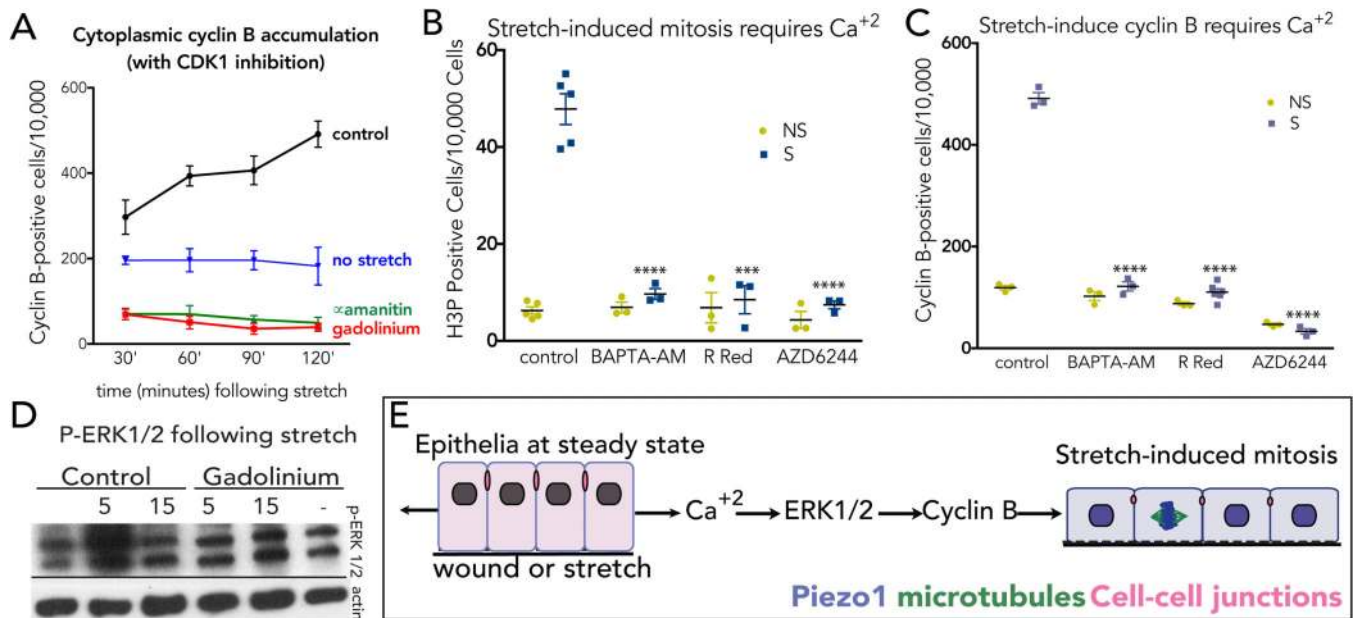 A
Cytoplasmic cyclin B accumulation
(with CDK1 inhibition)
Cyclin B-positive cells/10,000
600
400
200
0
control
no stretch
∝amanitin
gadolinium
30' 60' 90' 120'
time (minutes) following stretch
B
Stretch-induced mitosis requires Ca+2
H3P Positive Cells/10,000 Cells
60
40
20
0
NS
S
**** *** ****
control BAPTA-AM R Red AZD6244
C
Stretch-induce cyclin B requires Ca+2
Cyclin B-positive cells/10,000
600
400
200
0
NS
S
**** **** ****
control BAPTA-AM R Red AZD6244
D
P-ERK1/2 following stretch
Control Gadolinium
5 15 5 15 -
p-ERK 1/2
actin
E
Epithelia at steady state
wound or stretch
Ca+2
ERK1/2
Cyclin B
Stretch-induced mitosis
Piezo1 microtubules Cell-cell junctions